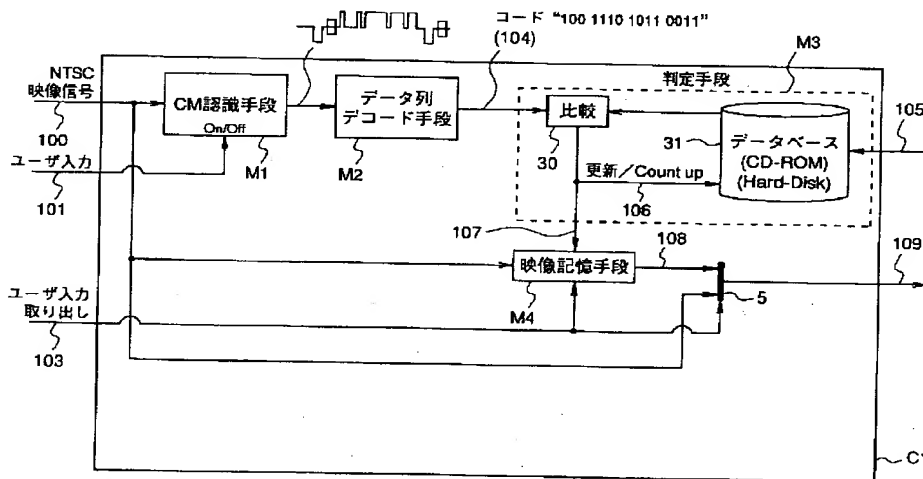 コード "100 1110 1011 0011"
(104)
M3
NTSC
映像信号
100
CM認識手段
On/Off
M1
データ列
デコード手段
M2
判定手段
比較
30
31
データベース
(CD-ROM)
(Hard-Disk)
105
ユーザ入力
101
更新/Count up
106
107
108
109
映像記憶手段
M4
5
ユーザ入力
取り出し
103